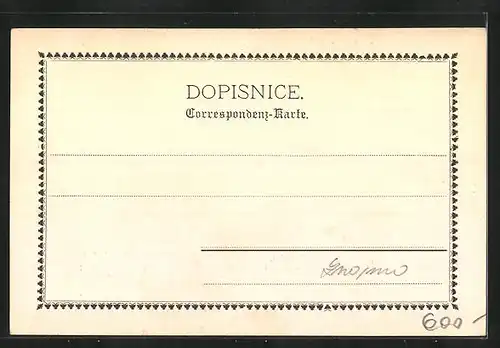 DOPISNICE.
Correspondenz-Karte.
Znojmo
600 -